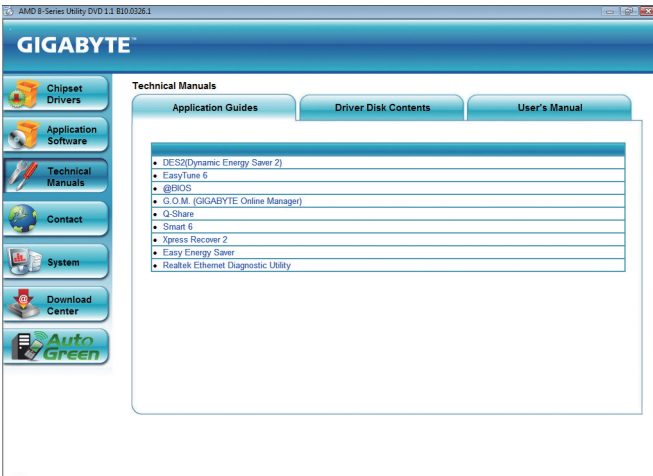 AMD 8-Series Utility DVD 1.1 B10.0326.1
GIGABYTE™
Chipset
Drivers
Application
Software
Technical
Manuals
Contact
System
Download
Center
Auto
Green
Technical Manuals
Application Guides
Driver Disk Contents
User's Manual
DES2(Dynamic Energy Saver 2)
EasyTune 6
@BIOS
G.O.M. (GIGABYTE Online Manager)
Q-Share
Smart 6
Xpress Recover 2
Easy Energy Saver
Realtek Ethernet Diagnostic Utility